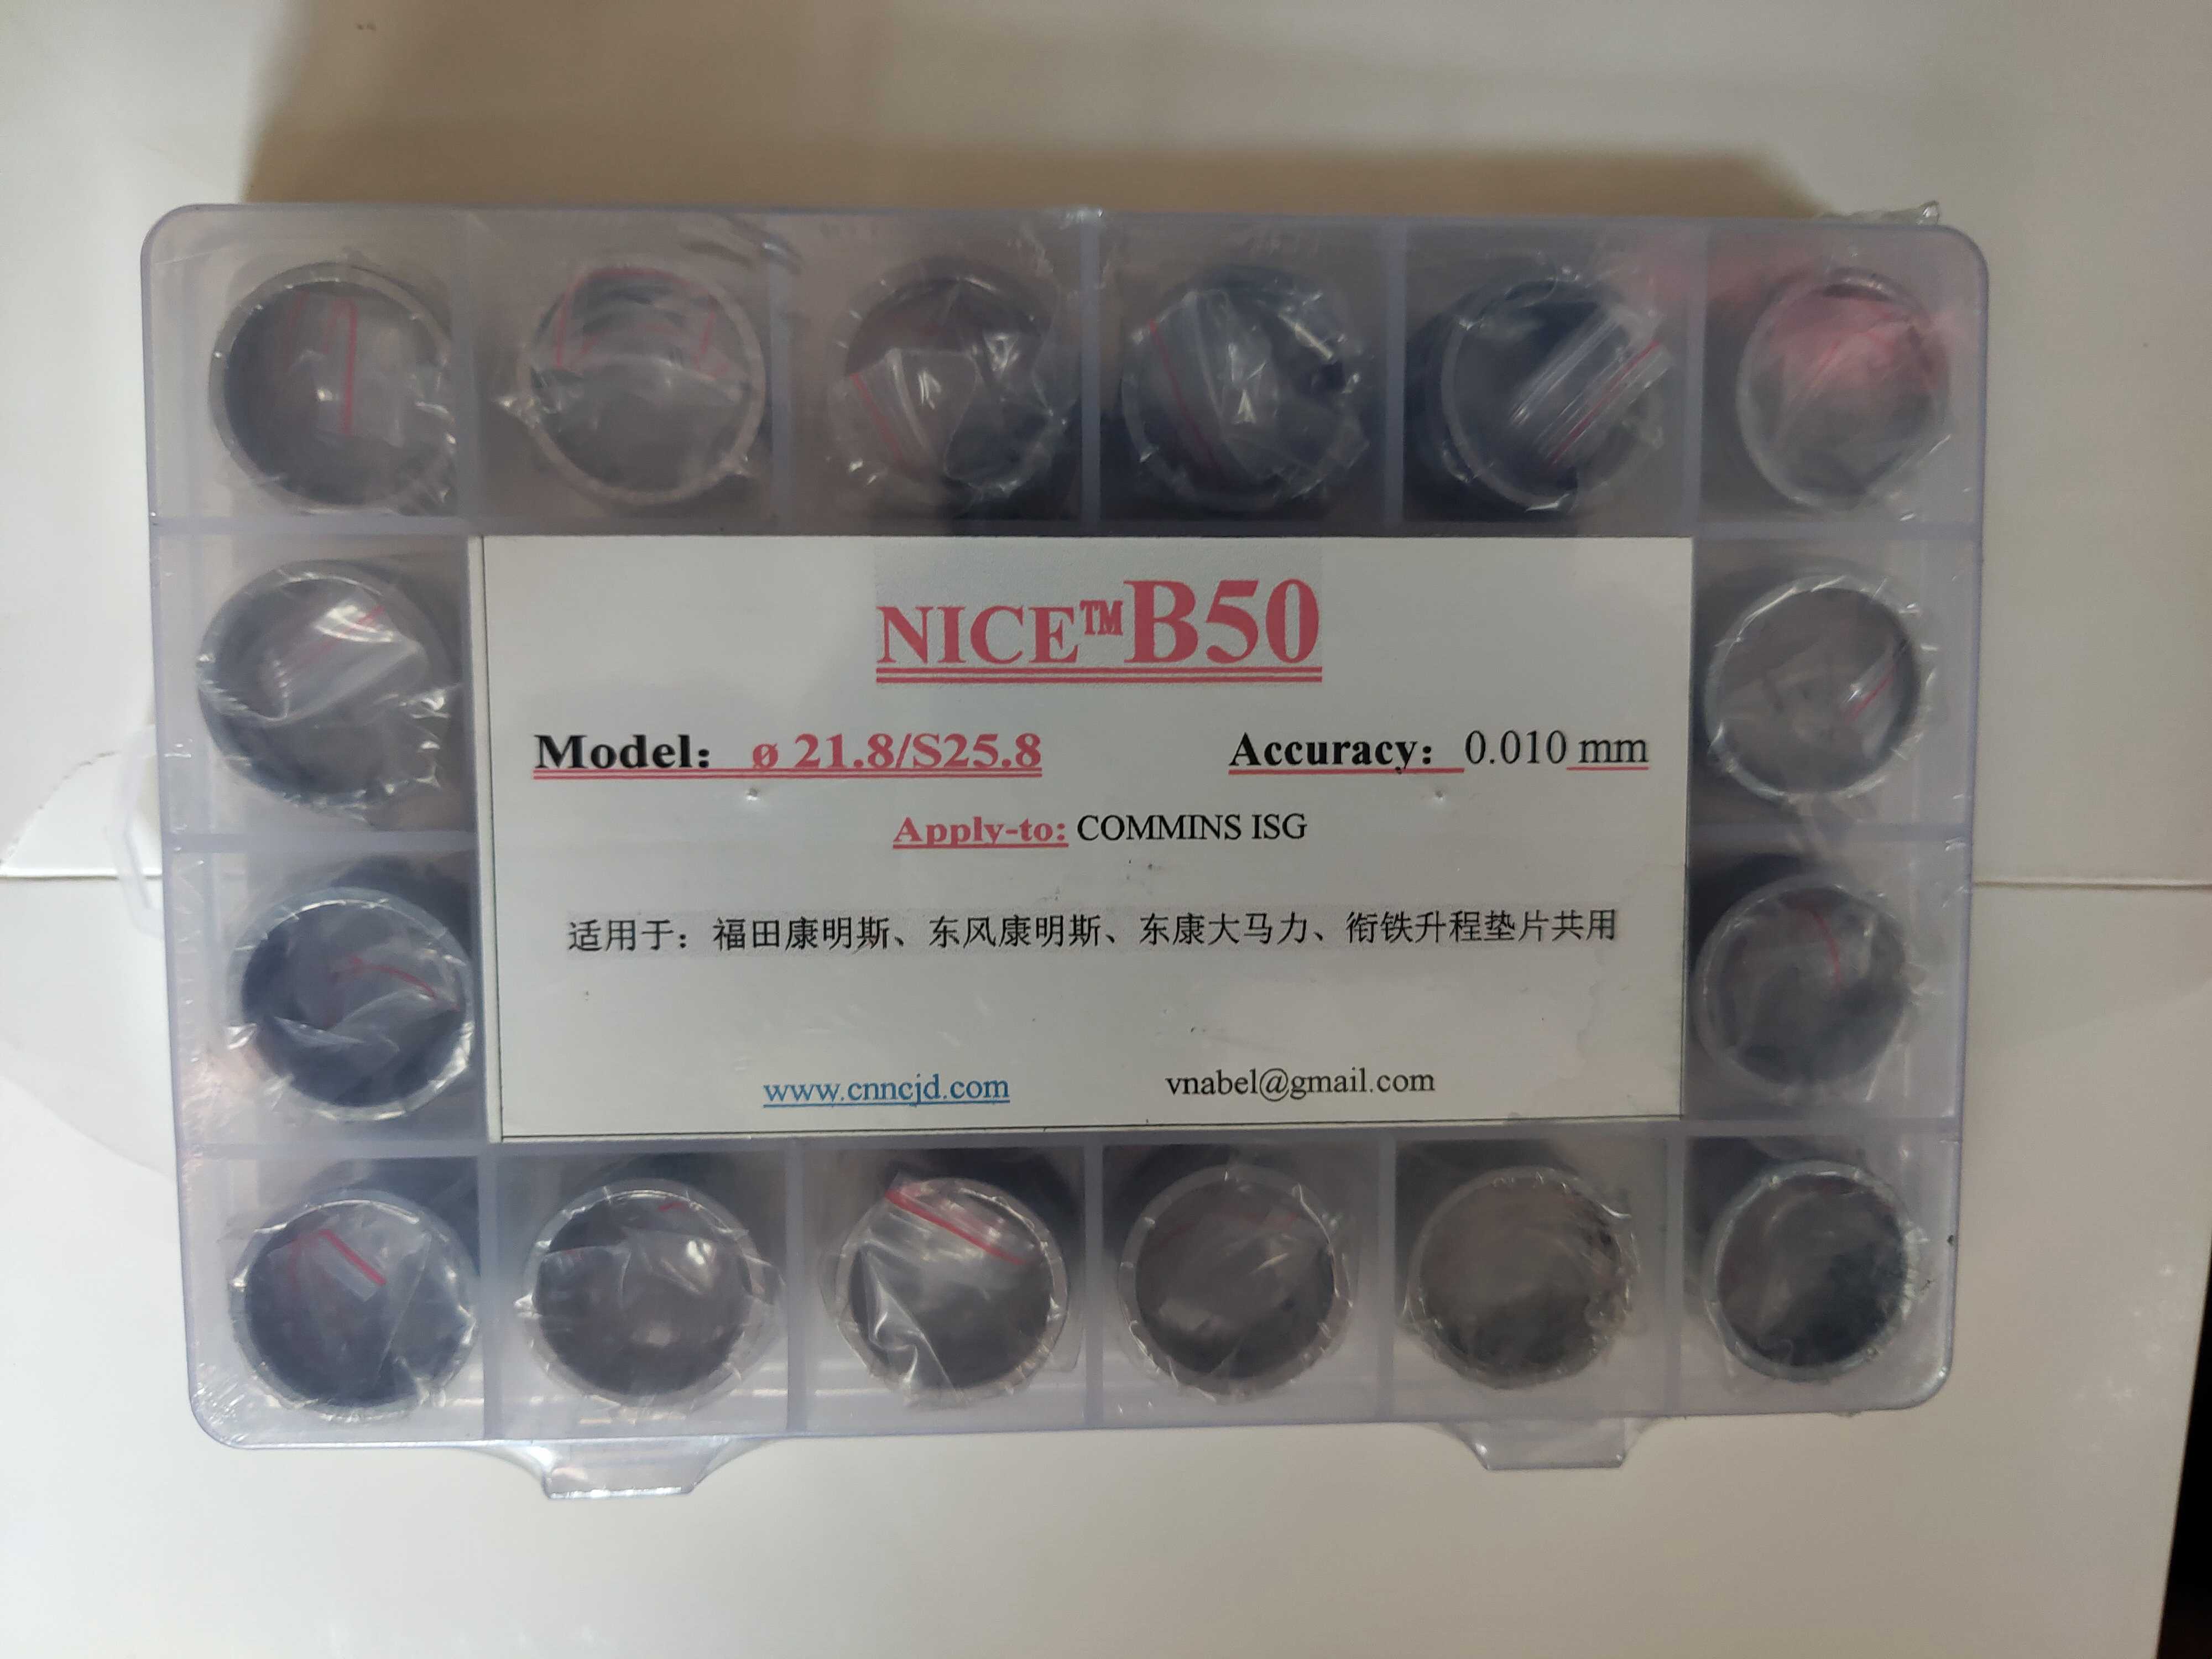 NICE™B50
Model: ø 21.8/S25.8 Accuracy: 0.010 mm
Apply-to: COMMINS ISG
适用于：福田康明斯、东风康明斯、东康大马力、衔铁升程垫片共用
www.cnncjd.com vnabel@gmail.com